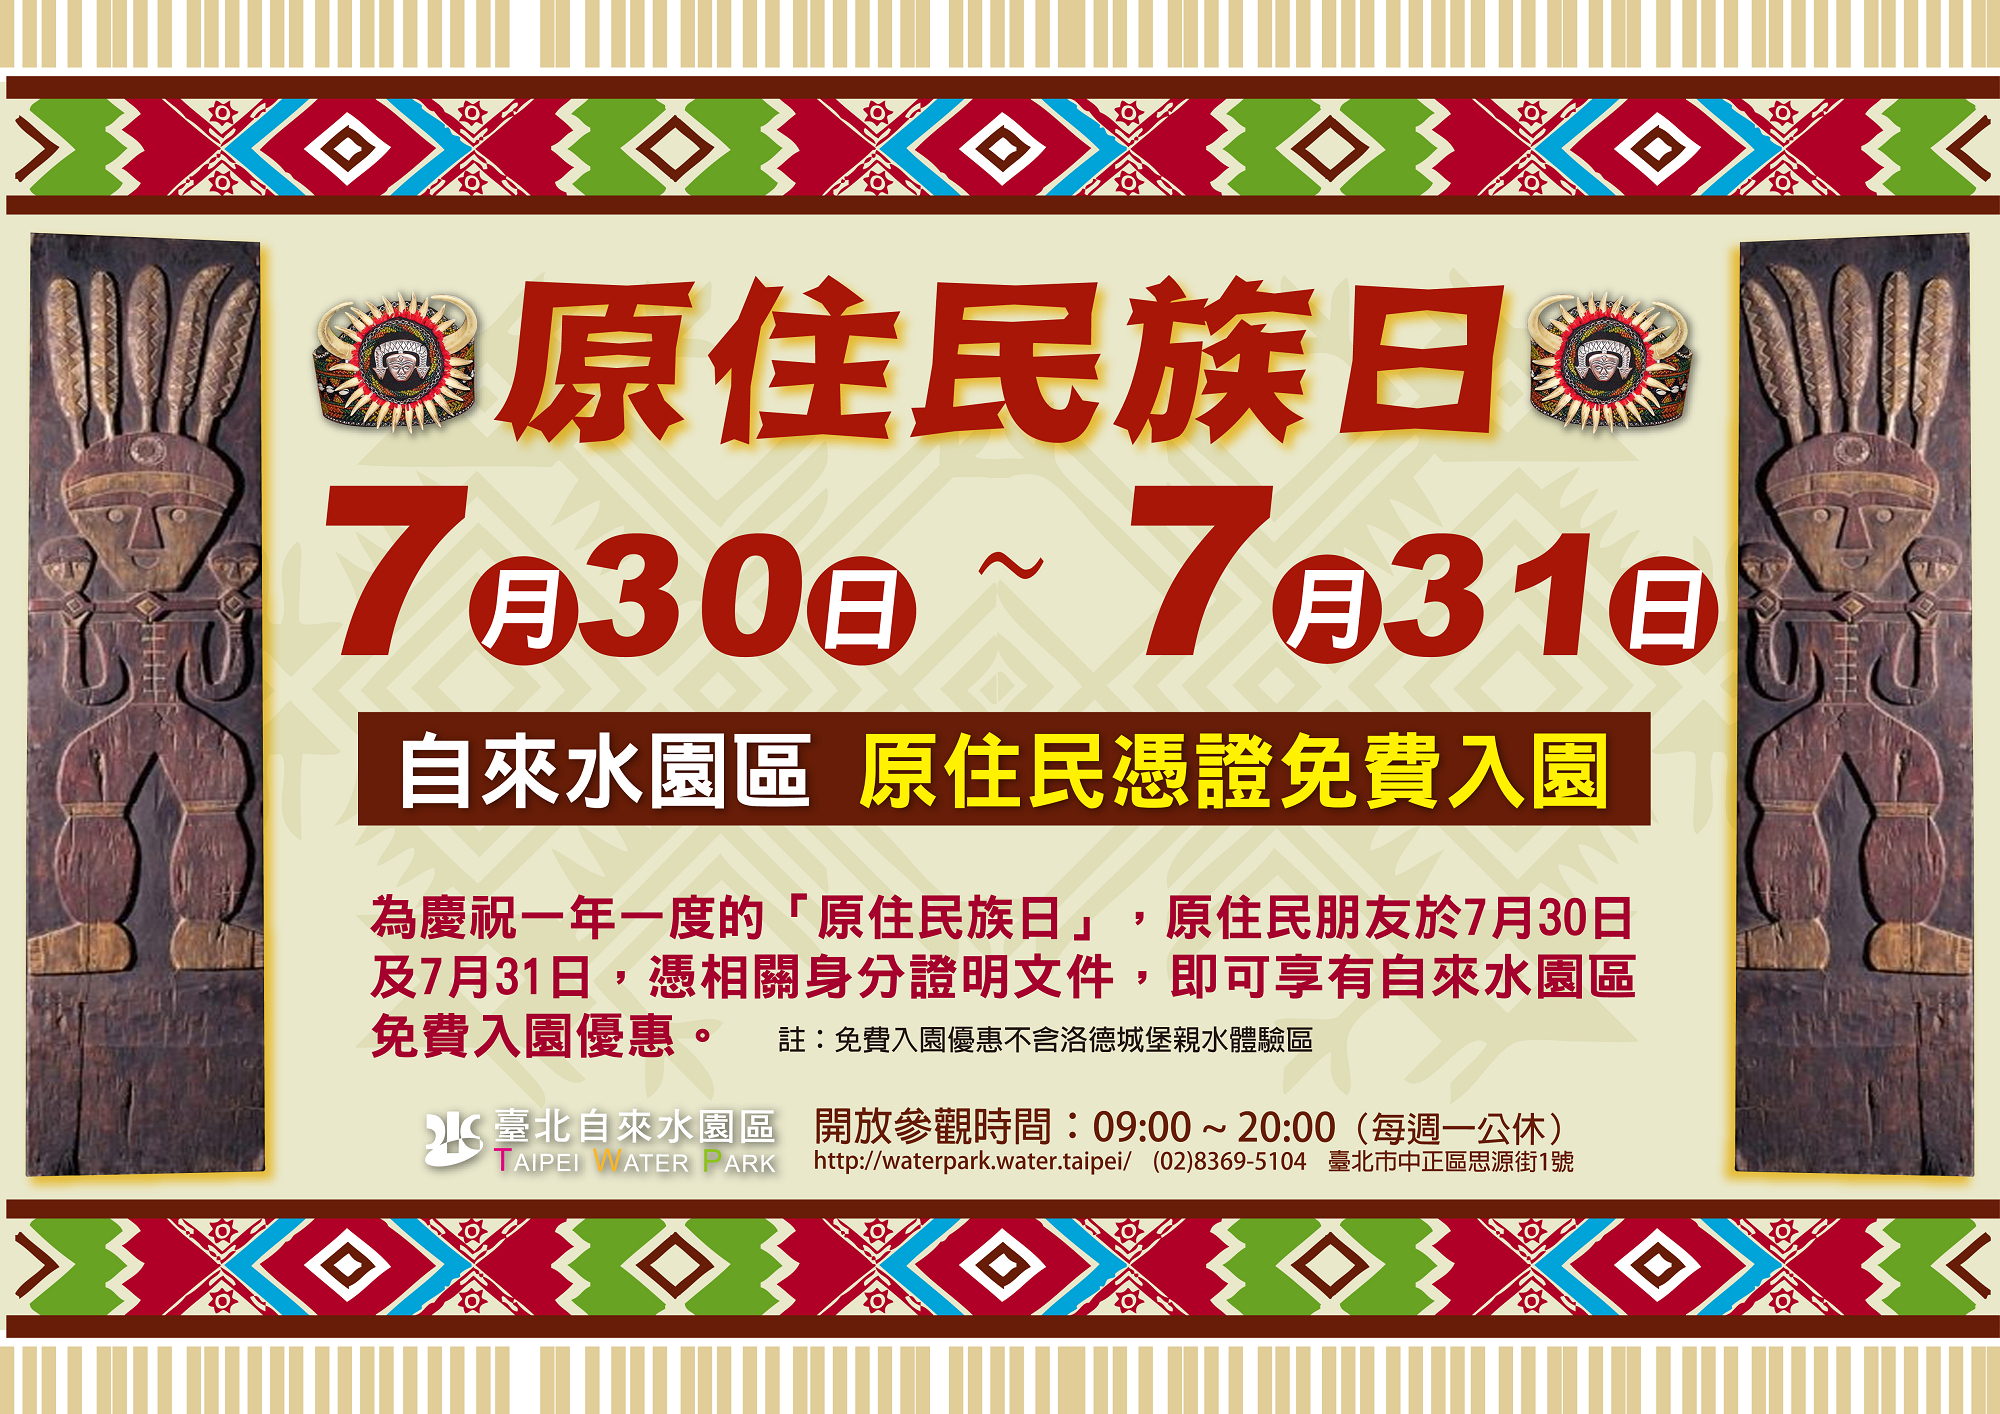 原住民族日
7月30日 ~ 7月31日
自來水園區 原住民憑證免費入園
為慶祝一年一度的「原住民族日」，原住民朋友於7月30日
及7月31日，憑相關身分證明文件，即可享有自來水園區
免費入園優惠。 註：免費入園優惠不含洛德城堡親水體驗區
臺北自來水園區
TAIPEI WATER PARK
開放參觀時間：09:00 ~ 20:00（每週一公休）
http://waterpark.water.taipei/ (02)8369-5104 臺北市中正區思源街1號